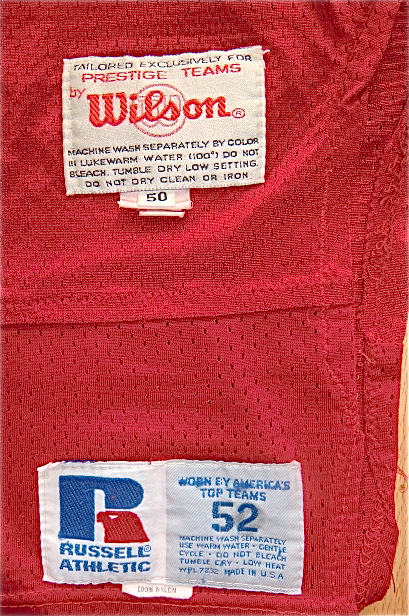 TAILORED EXCLUSIVELY FOR
PRESTIGE TEAMS
by Wilson®
MACHINE WASH SEPARATELY BY COLOR
IN LUKEWARM WATER (100°) DO NOT
BLEACH. TUMBLE DRY LOW SETTING.
DO NOT DRY CLEAN OR IRON.
50
R
RUSSELL®
ATHLETIC
WORN BY AMERICA'S
TOP TEAMS
52
MACHINE WASH SEPARATELY
USE WARM WATER - GENTLE
CYCLE - DO NOT BLEACH
TUMBLE DRY - LOW HEAT
WPL 7232 MADE IN U.S.A
100% NYLON